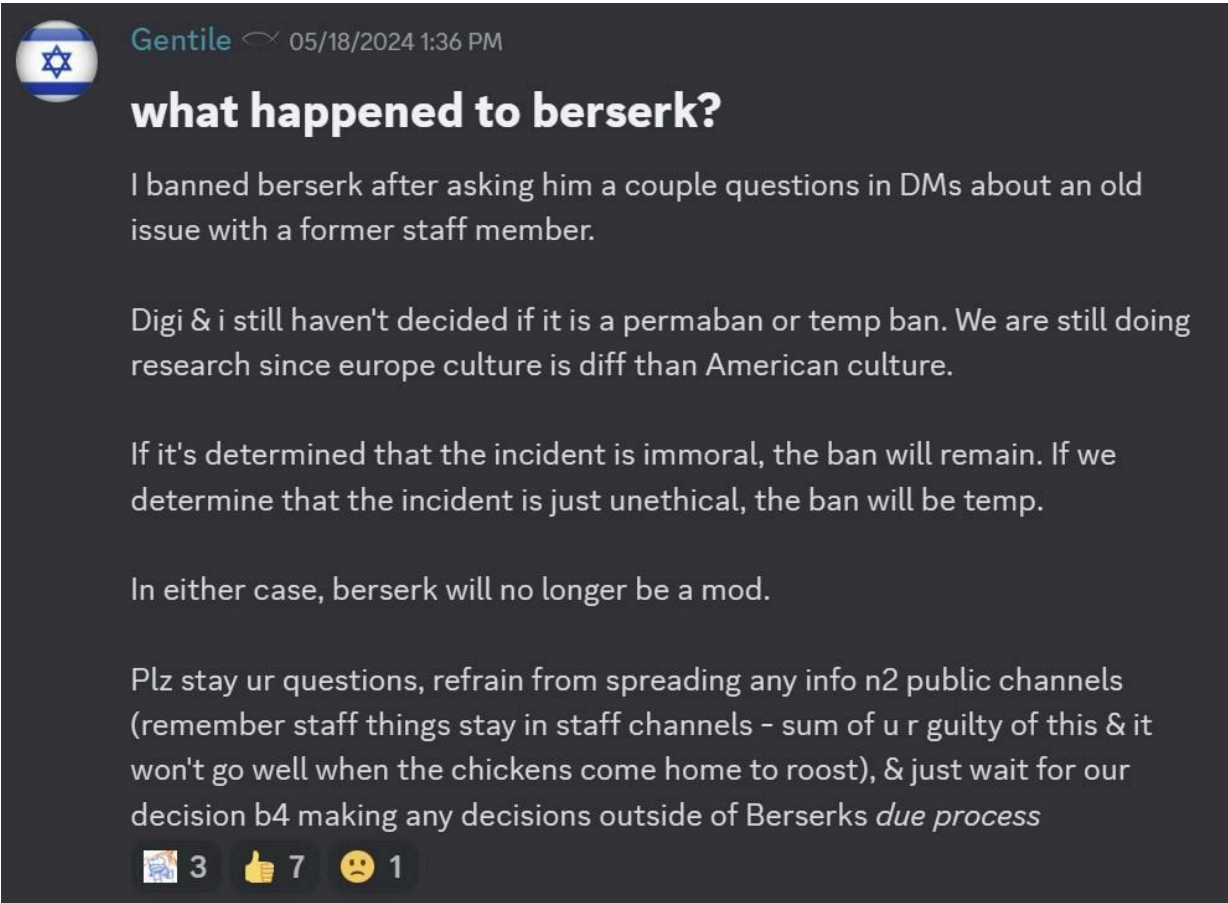 Gentile 05/18/2024 1:36 PM
what happened to berserk?
I banned berserk after asking him a couple questions in DMs about an old
issue with a former staff member.
Digi & i still haven't decided if it is a permaban or temp ban. We are still doing
research since europe culture is diff than American culture.
If it's determined that the incident is immoral, the ban will remain. If we
determine that the incident is just unethical, the ban will be temp.
In either case, berserk will no longer be a mod.
Plz stay ur questions, refrain from spreading any info n2 public channels
(remember staff things stay in staff channels - sum of u r guilty of this & it
won't go well when the chickens come home to roost), & just wait for our
decision b4 making any decisions outside of Berserks due process
3 7 1